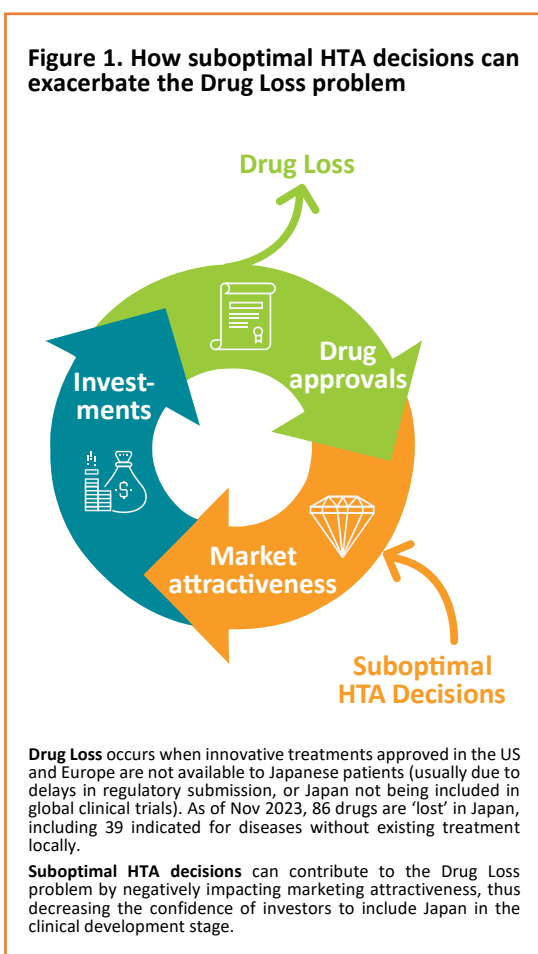 Figure 1. How suboptimal HTA decisions can
exacerbate the Drug Loss problem
Drug Loss
Drug
approvals
Invest-
ments
$
Market
attractiveness
Suboptimal
HTA Decisions
Drug Loss occurs when innovative treatments approved in the US
and Europe are not available to Japanese patients (usually due to
delays in regulatory submission, or Japan not being included in
global clinical trials). As of Nov 2023, 86 drugs are ‘lost’ in Japan,
including 39 indicated for diseases without existing treatment
locally.
Suboptimal HTA decisions can contribute to the Drug Loss
problem by negatively impacting marketing attractiveness, thus
decreasing the confidence of investors to include Japan in the
clinical development stage.